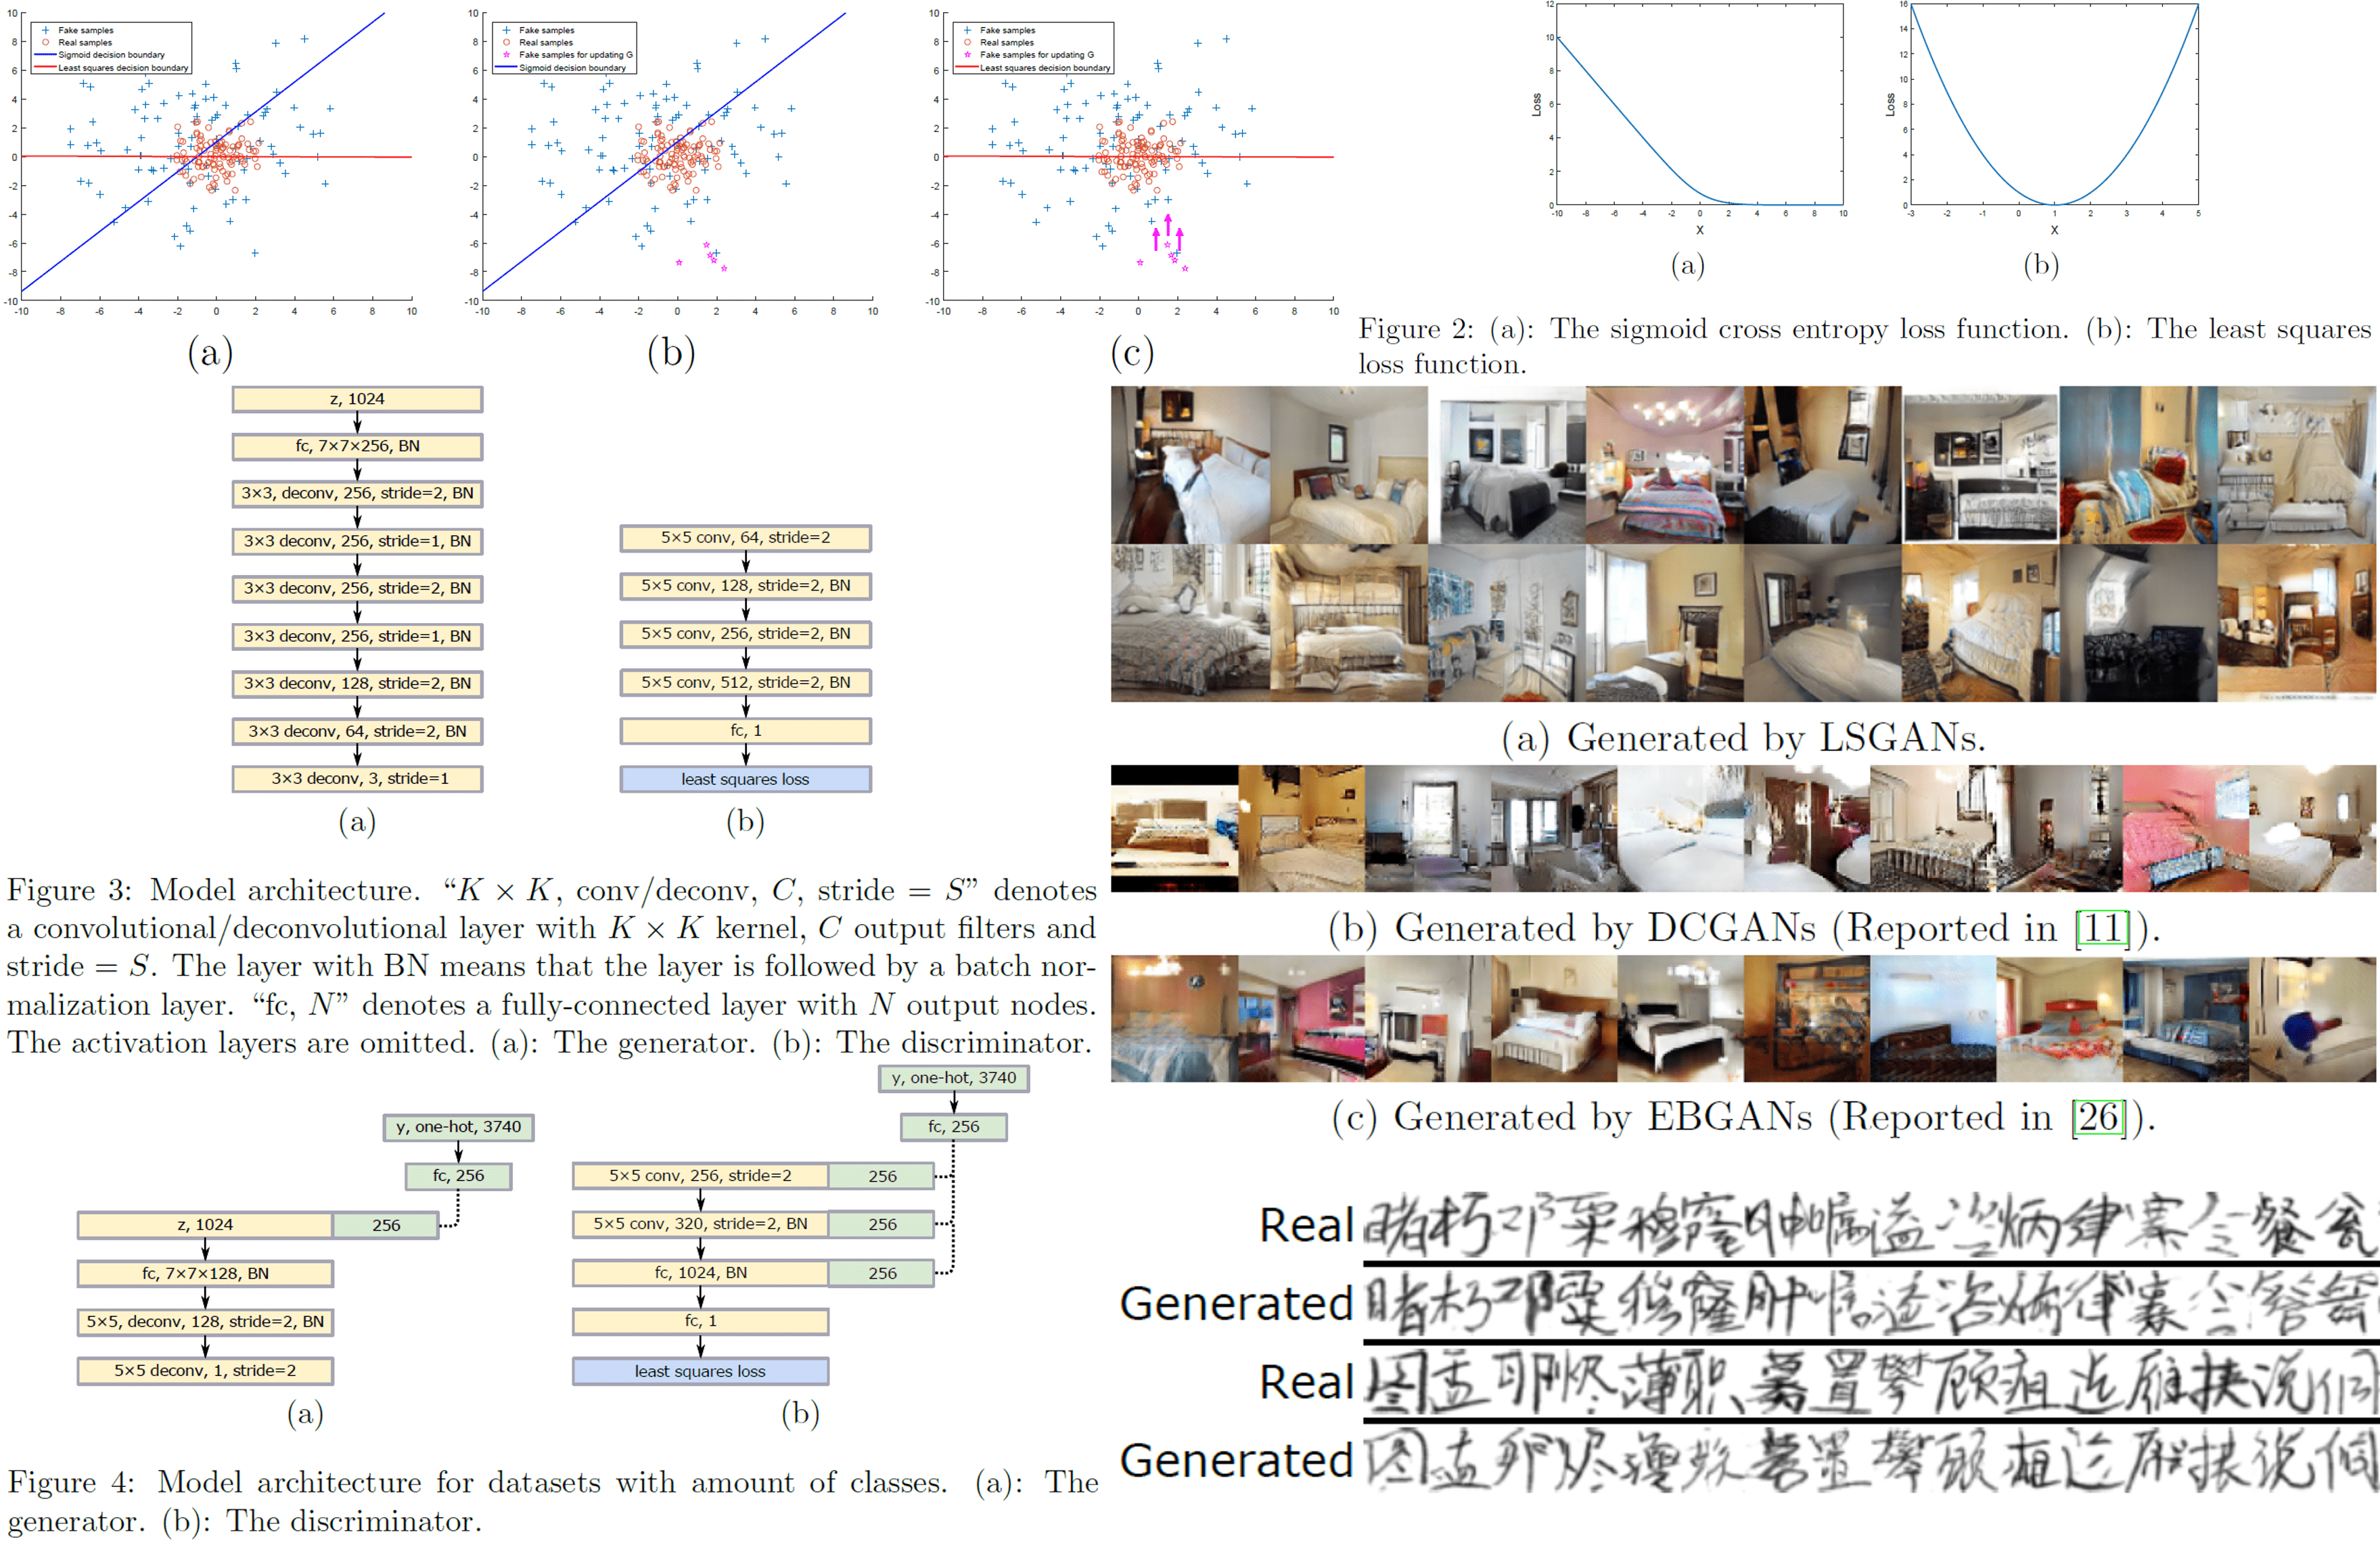 Fake samples
Real samples
Sigmoid decision boundary
Least squares decision boundary
10
8
6
4
2
0
-2
-4
-6
-8
-10
-10 -8 -6 -4 -2 0 2 4 6 8 10
(a)
Fake samples
Real samples
Fake samples for updating G
Sigmoid decision boundary
10
8
6
4
2
0
-2
-4
-6
-8
-10
-10 -8 -6 -4 -2 0 2 4 6 8 10
(b)
Fake samples
Real samples
Fake samples for updating G
Least squares decision boundary
10
8
6
4
2
0
-2
-4
-6
-8
-10
-10 -8 -6 -4 -2 0 2 4 6 8 10
(c)
12
10
8
6
4
2
0
Loss
-10 -8 -6 -4 -2 0 2 4 6 8 10
X
(a)
16
14
12
10
8
6
4
2
0
Loss
-3 -2 -1 0 1 2 3 4 5
X
(b)
Figure 2: (a): The sigmoid cross entropy loss function. (b): The least squares
loss function.
z, 1024
fc, 7×7×256, BN
3×3, deconv, 256, stride=2, BN
3×3 deconv, 256, stride=1, BN
3×3 deconv, 256, stride=2, BN
3×3 deconv, 256, stride=1, BN
3×3 deconv, 128, stride=2, BN
3×3 deconv, 64, stride=2, BN
3×3 deconv, 3, stride=1
(a)
5×5 conv, 64, stride=2
5×5 conv, 128, stride=2, BN
5×5 conv, 256, stride=2, BN
5×5 conv, 512, stride=2, BN
fc, 1
least squares loss
(b)
Figure 3: Model architecture. “K × K, conv/deconv, C, stride = S” denotes
a convolutional/deconvolutional layer with K × K kernel, C output filters and
stride = S. The layer with BN means that the layer is followed by a batch nor-
malization layer. “fc, N” denotes a fully-connected layer with N output nodes.
The activation layers are omitted. (a): The generator. (b): The discriminator.
y, one-hot, 3740
fc, 256
z, 1024 256
fc, 7×7×128, BN
5×5, deconv, 128, stride=2, BN
5×5 deconv, 1, stride=2
(a)
y, one-hot, 3740
fc, 256
5×5 conv, 256, stride=2 256
5×5 conv, 320, stride=2, BN 256
fc, 1024, BN 256
fc, 1
least squares loss
(b)
Figure 4: Model architecture for datasets with amount of classes. (a): The
generator. (b): The discriminator.
(a) Generated by LSGANs.
(b) Generated by DCGANs (Reported in [11]).
(c) Generated by EBGANs (Reported in [26]).
Real 睹朽邛栗穆窿肿
Generated
Real 图孟耶烬薄职
Generated